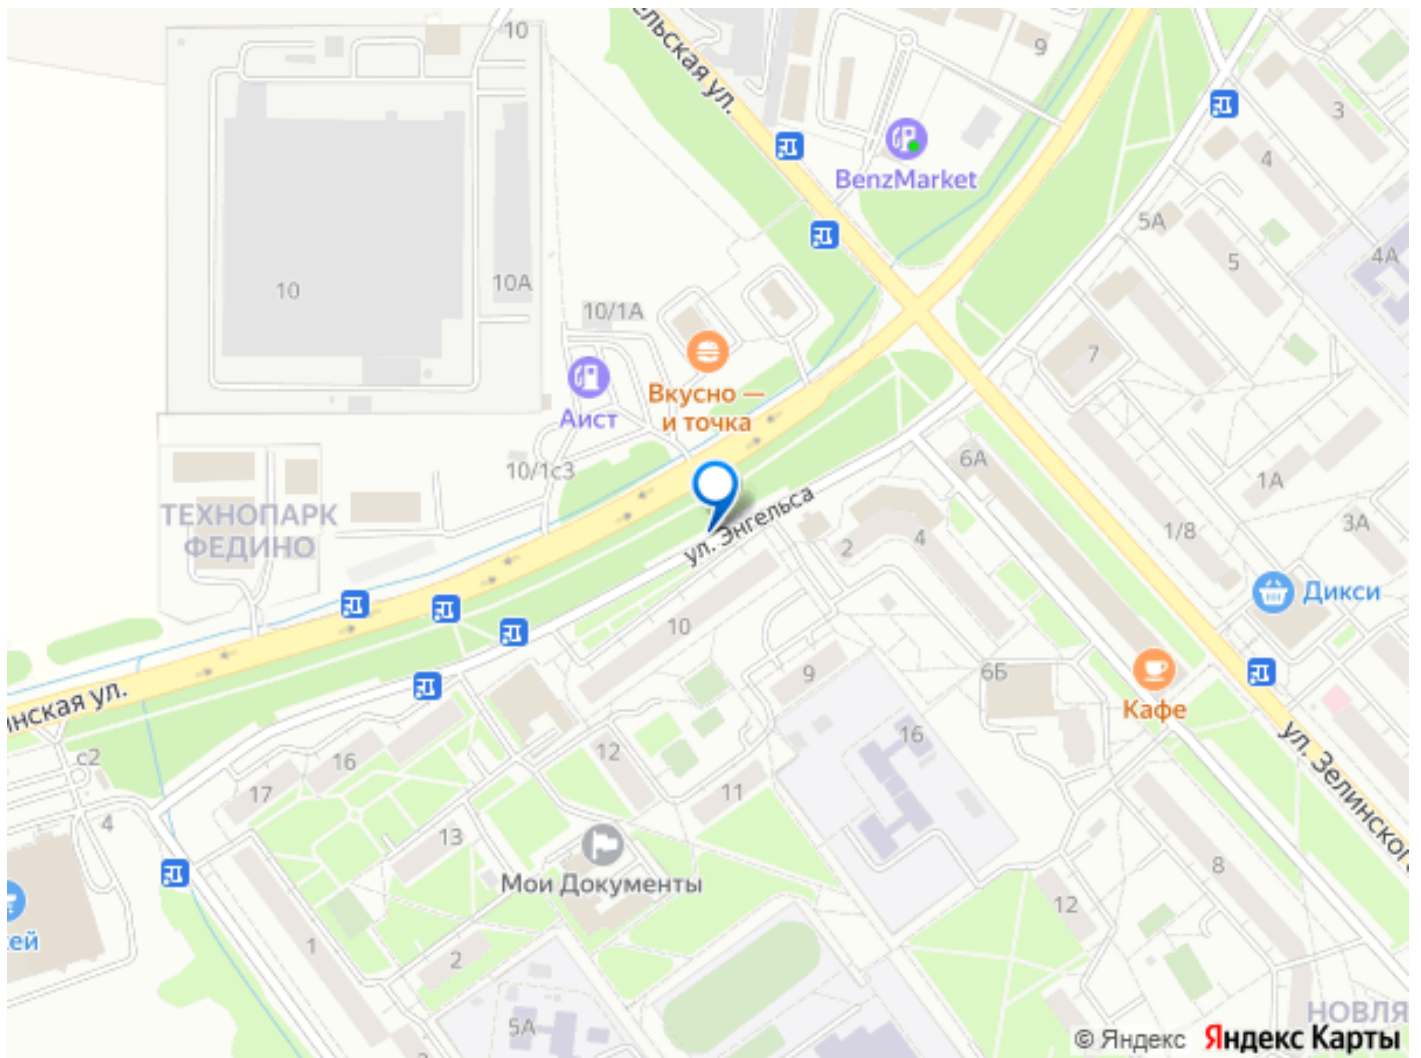 10
ельская ул.
9
3
BenzMarket
4
5А
4А
5
10А
10
10/1А
7
Вкусно —
и точка
Аист
6А
1А
10/1с3
ТЕХНОПАРК
ФЕДИНО
ул. Энгельса
2
4
1/8
3А
Дикси
10
9
6Б
Кафе
инская ул.
с2
16
12
16
17
11
ул. Зелинского
4
13
8
Мои Документы
12
ей
1
2
5А
НОВЛЯ
© Яндекс Яндекс Карты